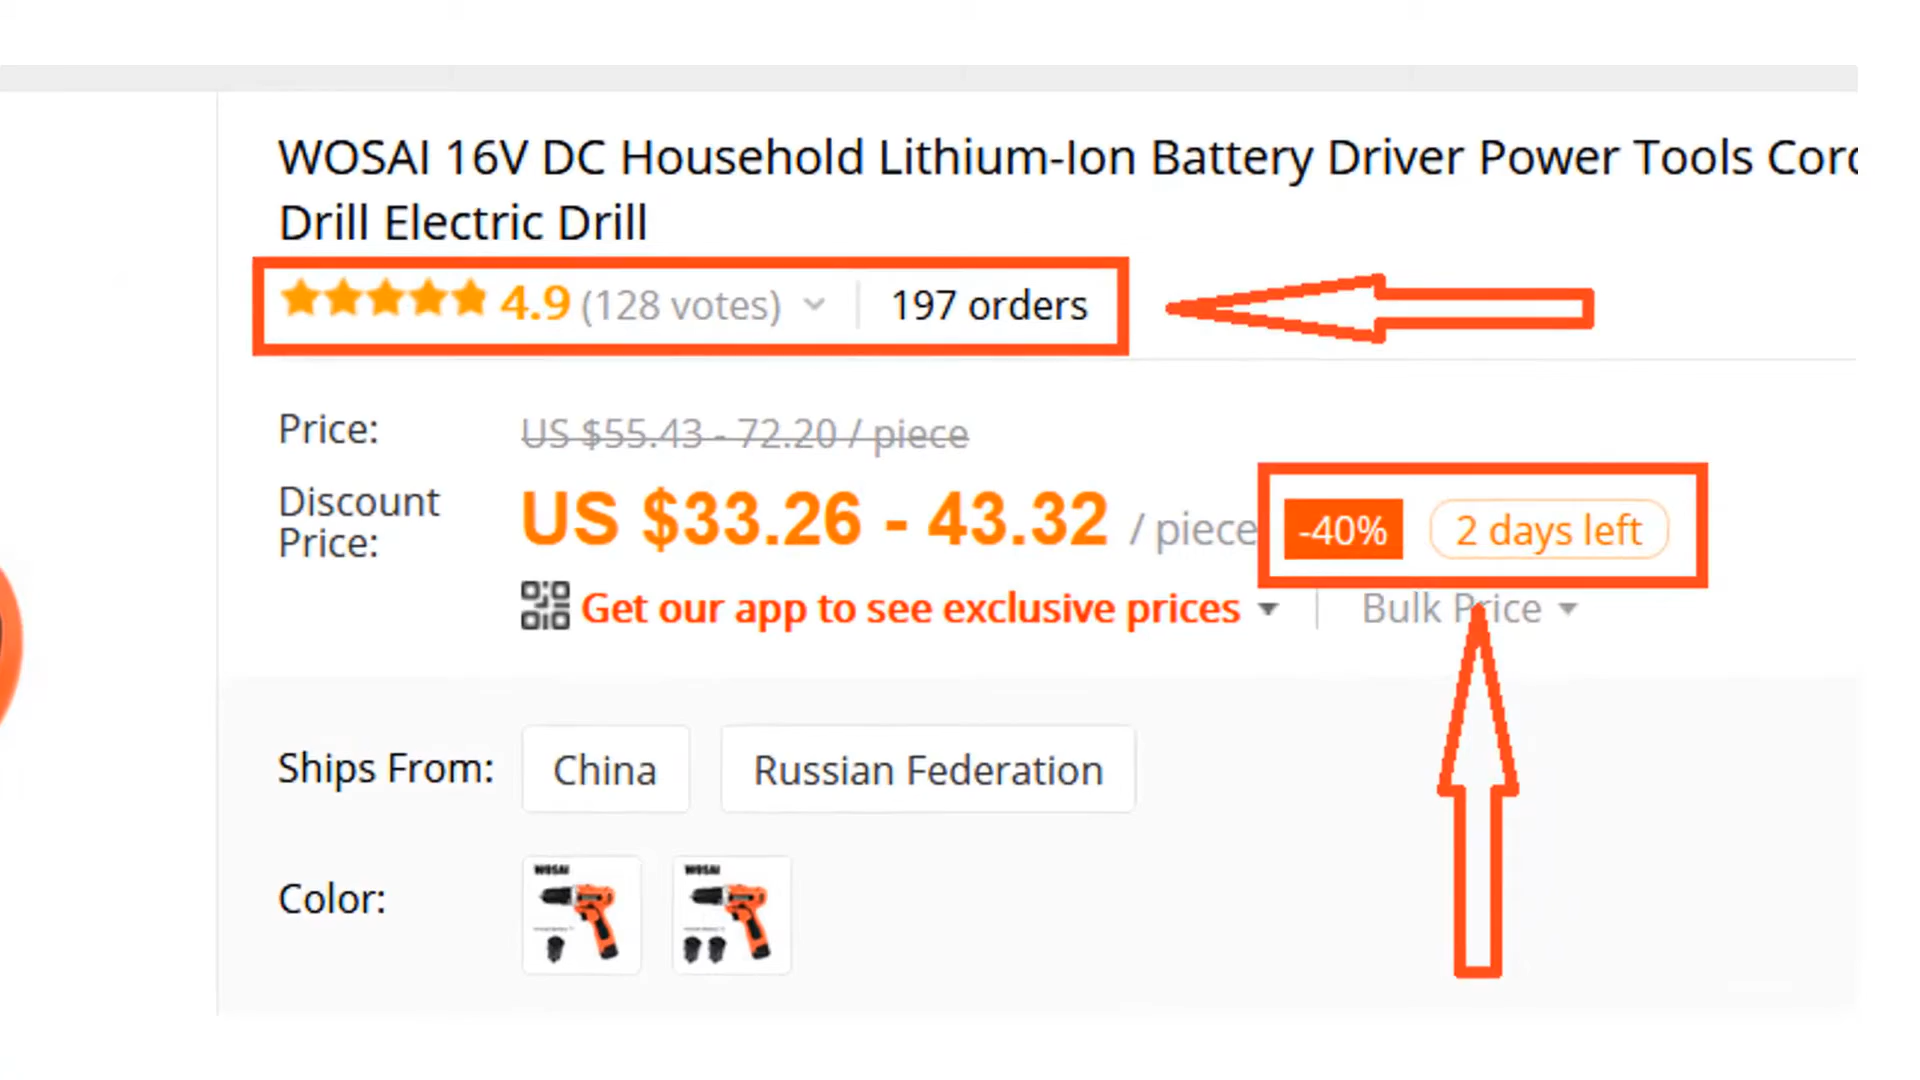 WOSAI 16V DC Household Lithium-Ion Battery Driver Power Tools
Drill Electric Drill
4.9 (128 votes) 197 orders
Price: US $55.43 - 72.20 / piece
Discount Price: US $33.26 - 43.32 / piece -40% 2 days left
Get our app to see exclusive prices Bulk Price
Ships From: China Russian Federation
Color:
WOSAI WOSAI